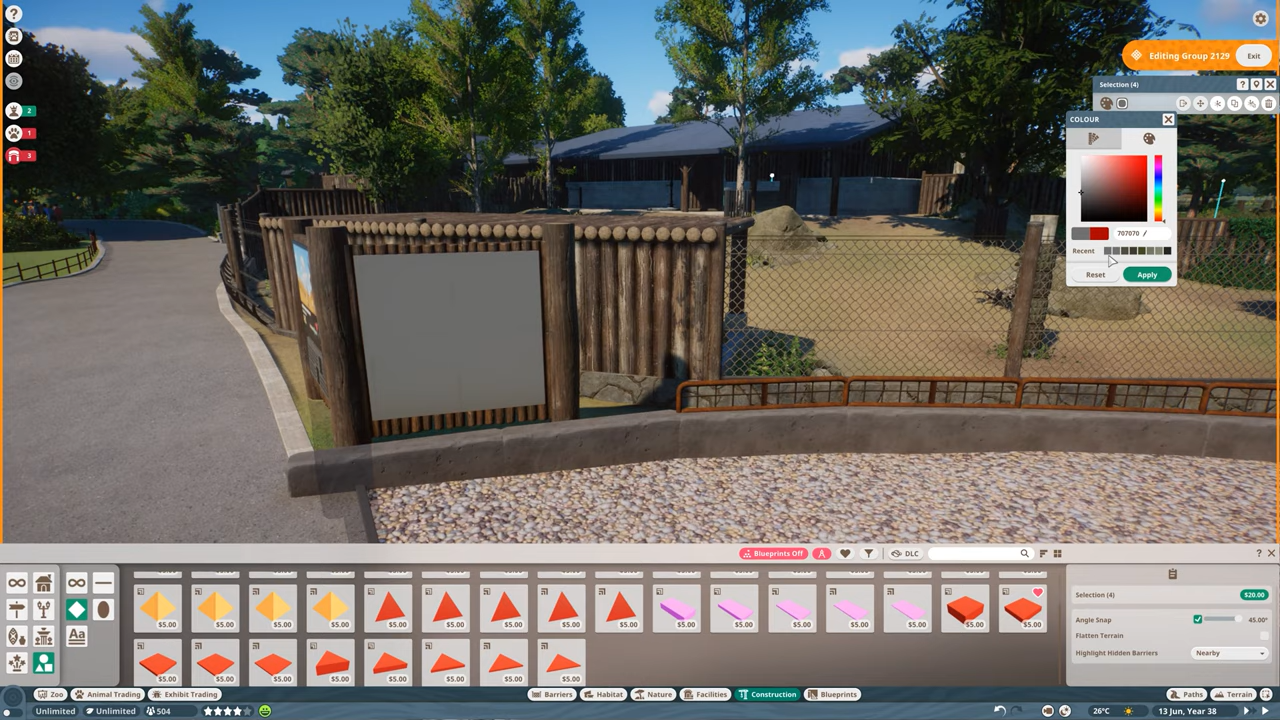 ?
Editing Group 2129
Exit
2
1
3
Selection (4)
?
COLOUR
707070 /
Recent
Reset
Apply
Blueprints Off
DLC
?
$5.00 $5.00 $5.00 $5.00 $5.00 $5.00 $5.00 $5.00 $5.00 $5.00 $5.00 $5.00 $5.00 $5.00 $5.00 $5.00
$5.00 $5.00 $5.00 $5.00 $5.00 $5.00 $5.00 $5.00
Aa
Selection (4)
$20.00
Angle Snap
45.00°
Flatten Terrain
Highlight Hidden Barriers
Nearby
Zoo
Animal Trading
Exhibit Trading
Barriers
Habitat
Nature
Facilities
Construction
Blueprints
Paths
Terrain
Unlimited
Unlimited
504
26°C
13 Jun, Year 38